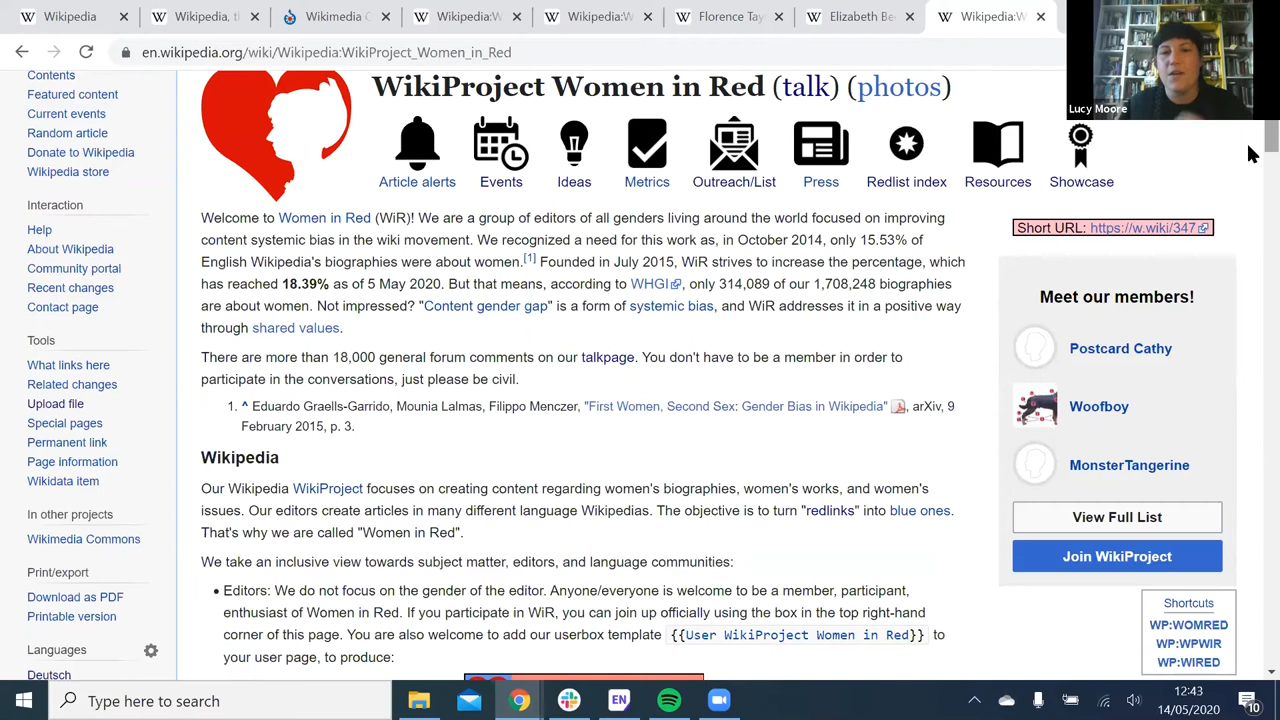 Wikipedia
Wikipedia, th
Wikimedia C
Wikipedia:W
Wikipedia:W
Florence Tay
Elizabeth Be
Wikipedia:W
en.wikipedia.org/wiki/Wikipedia:WikiProject_Women_in_Red
Lucy Moore
Contents
Featured content
Current events
Random article
Donate to Wikipedia
Wikipedia store
Interaction
Help
About Wikipedia
Community portal
Recent changes
Contact page
Tools
What links here
Related changes
Upload file
Special pages
Permanent link
Page information
Wikidata item
In other projects
Wikimedia Commons
Print/export
Download as PDF
Printable version
Languages
Deutsch
WikiProject Women in Red (talk) (photos)
Article alerts
Events
Ideas
Metrics
Outreach/List
Press
Redlist index
Resources
Showcase
Welcome to Women in Red (WiR)! We are a group of editors of all genders living around the world focused on improving
content systemic bias in the wiki movement. We recognized a need for this work as, in October 2014, only 15.53% of
English Wikipedia's biographies were about women.[1] Founded in July 2015, WiR strives to increase the percentage, which
has reached 18.39% as of 5 May 2020. But that means, according to WHGI, only 314,089 of our 1,708,248 biographies
are about women. Not impressed? "Content gender gap" is a form of systemic bias, and WiR addresses it in a positive way
through shared values.
There are more than 18,000 general forum comments on our talkpage. You don't have to be a member in order to
participate in the conversations, just please be civil.
1. ^ Eduardo Graells-Garrido, Mounia Lalmas, Filippo Menczer, "First Women, Second Sex: Gender Bias in Wikipedia", arXiv, 9
February 2015, p. 3.
Wikipedia
Our Wikipedia WikiProject focuses on creating content regarding women's biographies, women's works, and women's
issues. Our editors create articles in many different language Wikipedias. The objective is to turn "redlinks" into blue ones.
That's why we are called "Women in Red".
We take an inclusive view towards subject matter, editors, and language communities:
• Editors: We do not focus on the gender of the editor. Anyone/everyone is welcome to be a member, participant,
enthusiast of Women in Red. If you participate in WiR, you can join up officially using the box in the top right-hand
corner of this page. You are also welcome to add our userbox template {{User WikiProject Women in Red}} to
your user page, to produce:
Short URL: https://w.wiki/347
Meet our members!
Postcard Cathy
Woofboy
MonsterTangerine
View Full List
Join WikiProject
Shortcuts
WP:WOMRED
WP:WPWIR
WP:WIRED
Type here to search
EN
12:43
14/05/2020
10